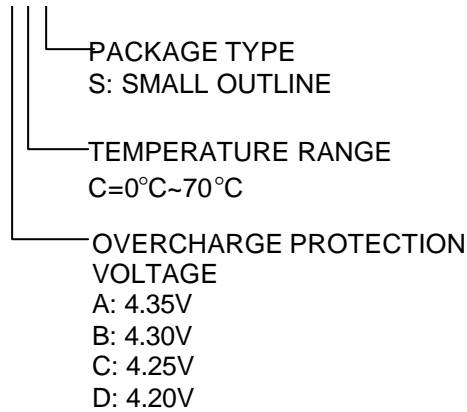 PACKAGE TYPE
S: SMALL OUTLINE
TEMPERATURE RANGE
C=0°C~70°C
OVERCHARGE PROTECTION
VOLTAGE
A: 4.35V
B: 4.30V
C: 4.25V
D: 4.20V